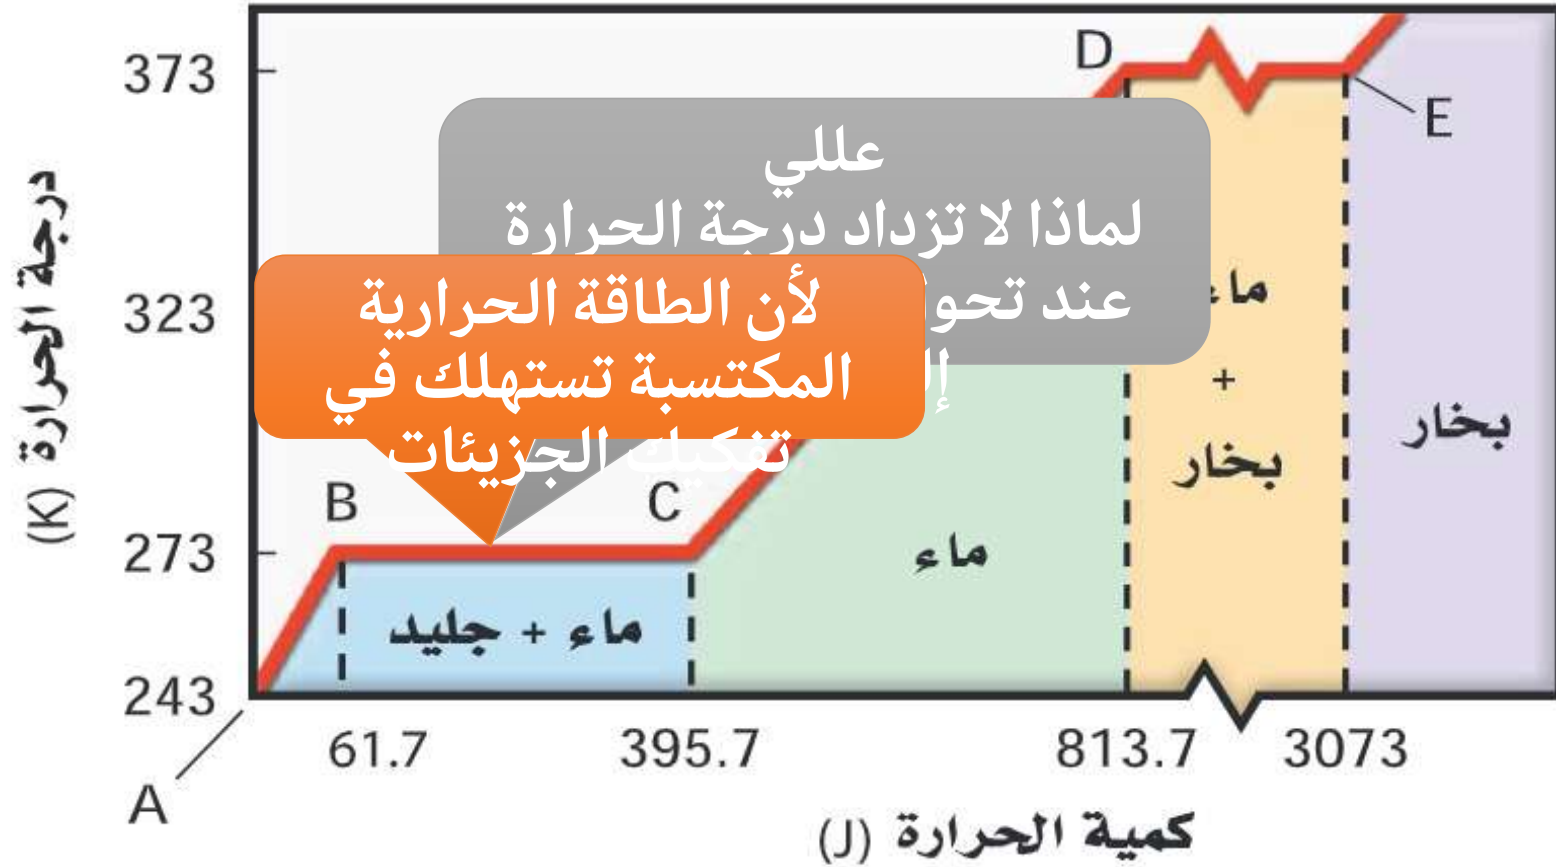 373
323
273
243
درجة الحرارة (K)
A
B
C
D
E
عللي
لماذا لا تزداد درجة الحرارة
عند
لأن الطاقة الحرارية
المكتسبة تستهلك في
تفكيك الجزيئات
ماء + جليد
ماء
ماء
+
بخار
بخار
61.7
395.7
813.7
3073
كمية الحرارة (J)